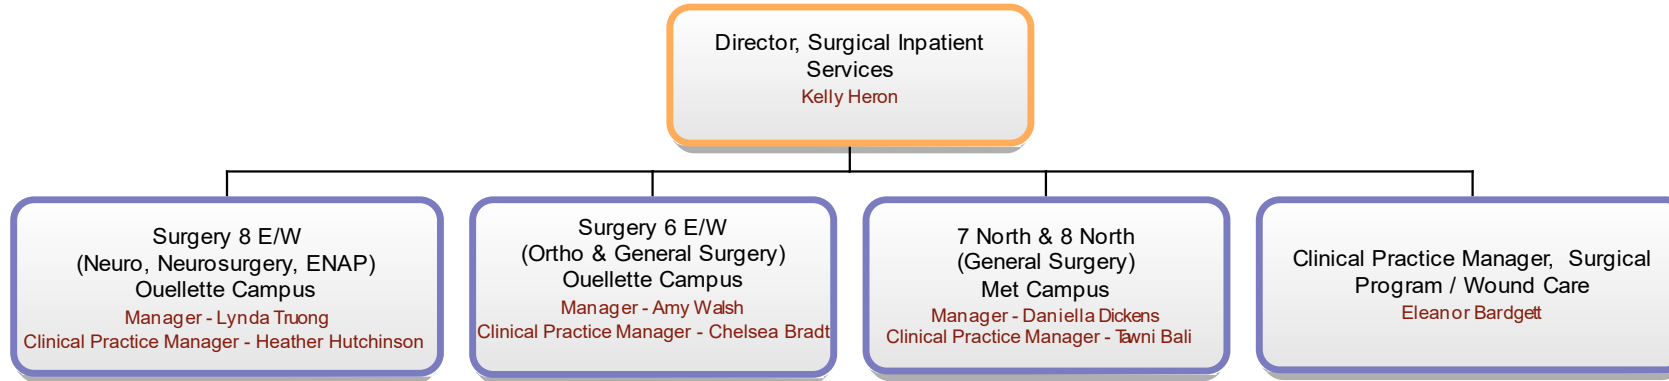 Director, Surgical Inpatient
Services
Kelly Heron
Surgery 8 E/W
(Neuro, Neurosurgery, ENAP)
Ouellette Campus
Manager - Lynda Truong
Clinical Practice Manager - Heather Hutchinson
Surgery 6 E/W
(Ortho & General Surgery)
Ouellette Campus
Manager - Amy Walsh
Clinical Practice Manager - Chelsea Bradt
7 North & 8 North
(General Surgery)
Met Campus
Manager - Daniella Dickens
Clinical Practice Manager - Tawni Bali
Clinical Practice Manager, Surgical
Program / Wound Care
Eleanor Bardgett